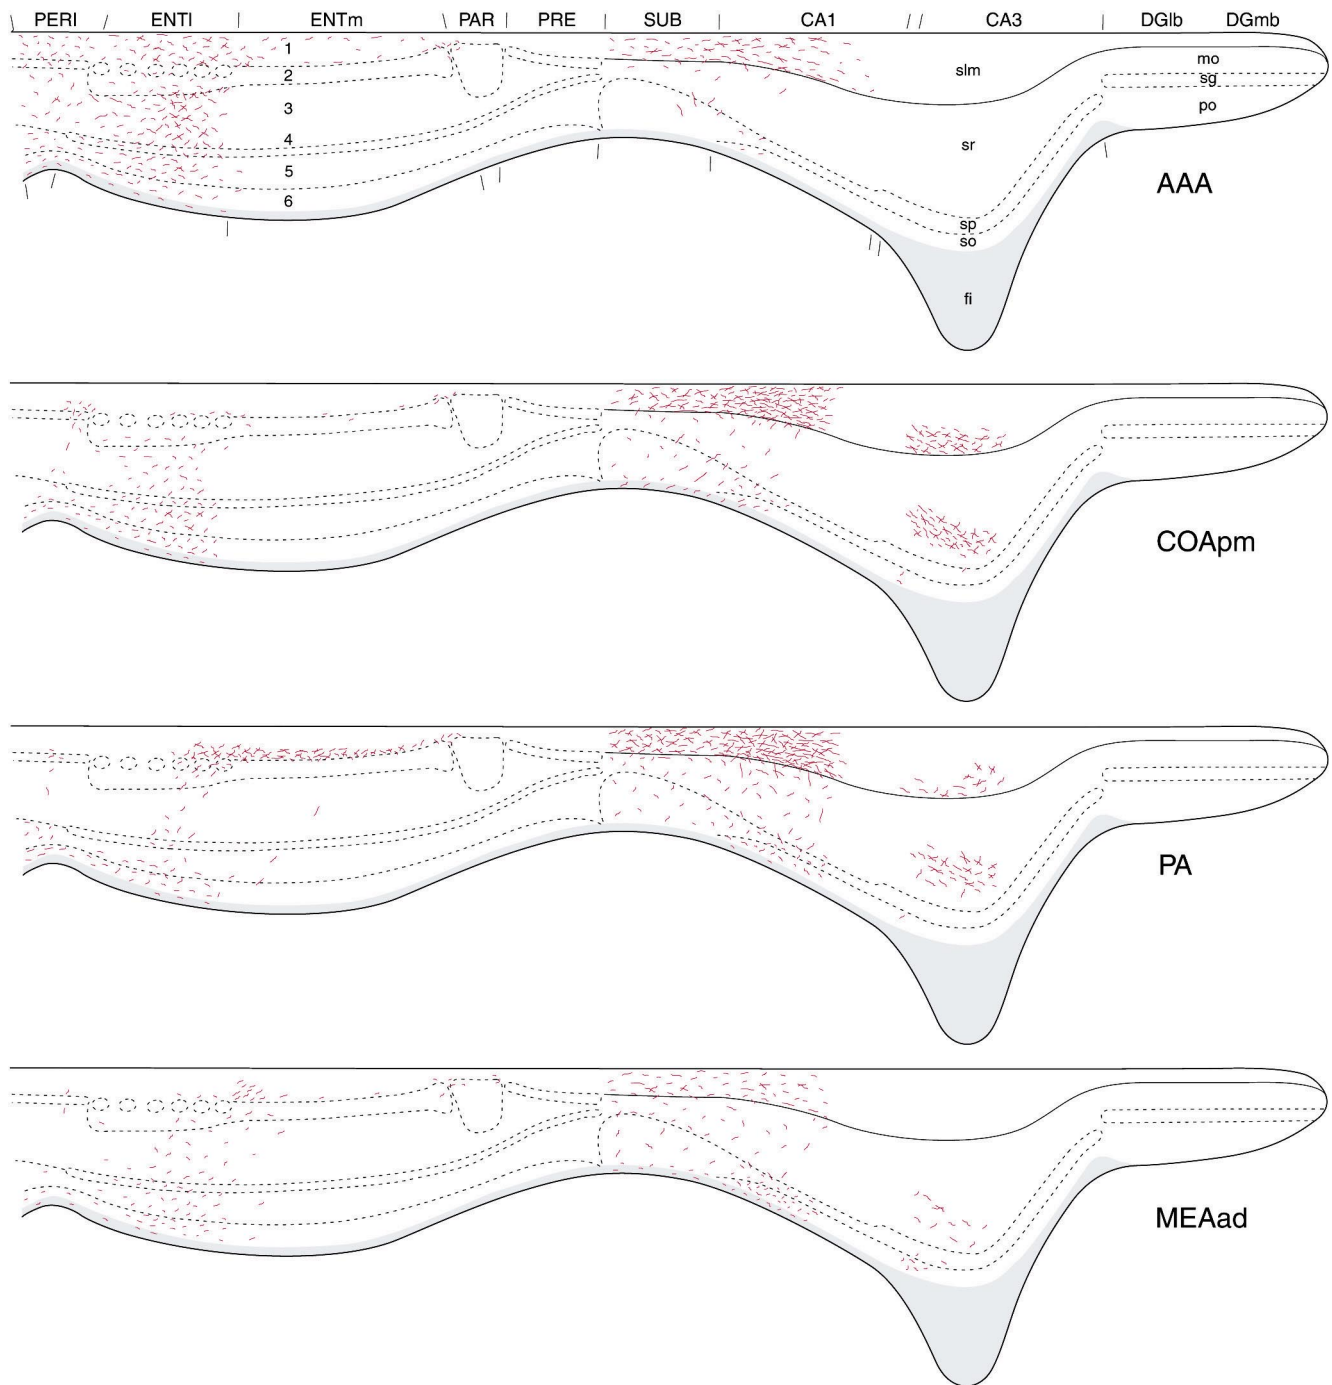 PERI ENTl ENTm PAR PRE SUB CA1 CA3 DGlb DGmb
1
2
3
4
5
6
slm
sr
sp
so
fi
mo
sg
po
AAA
COApm
PA
MEAad